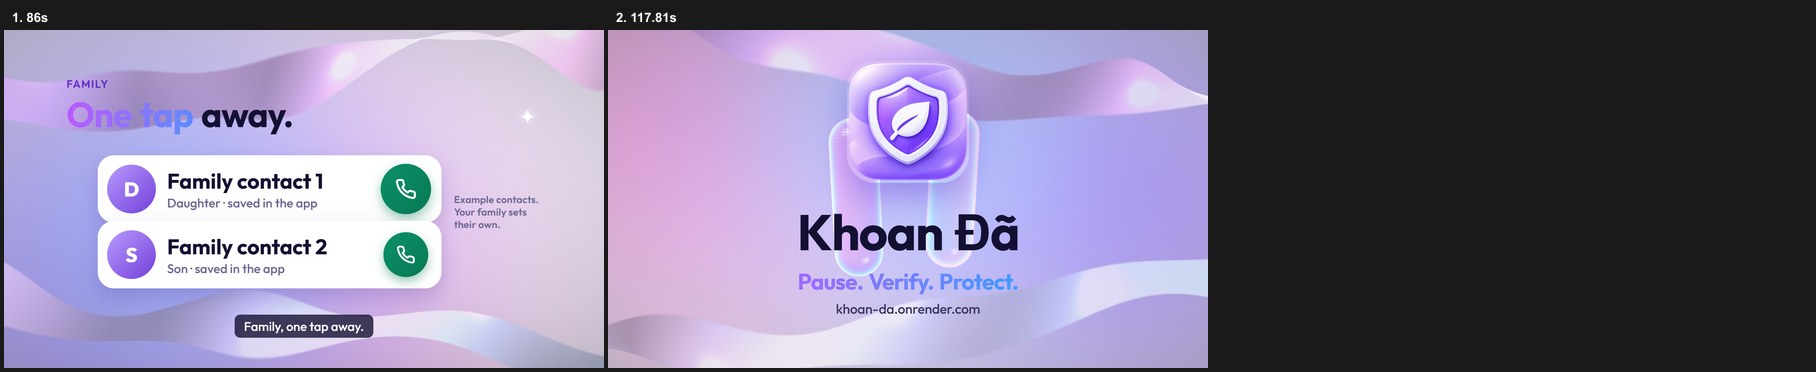 1. 86s
FAMILY
One tap away.
D
Family contact 1
Daughter · saved in the app
S
Family contact 2
Son · saved in the app
Example contacts.
Your family sets
their own.
Family, one tap away.
2. 117.81s
Khoan Đã
Pause. Verify. Protect.
khoan-da.onrender.com